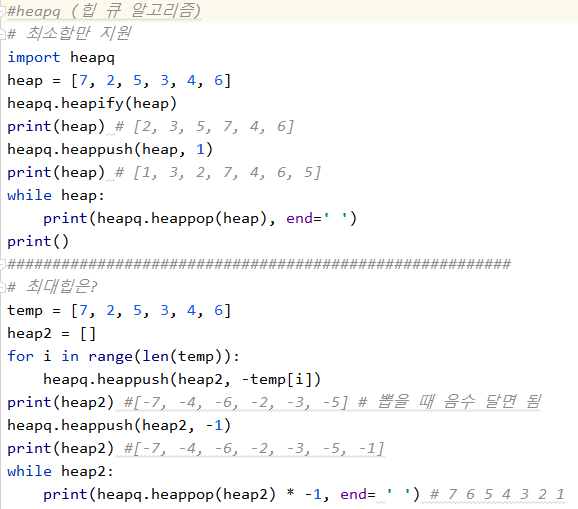 #heapq (힙 큐 알고리즘)
# 최소합만 지원
import heapq
heap = [7, 2, 5, 3, 4, 6]
heapq.heapify(heap)
print(heap) # [2, 3, 5, 7, 4, 6]
heapq.heappush(heap, 1)
print(heap) # [1, 3, 2, 7, 4, 6, 5]
while heap:
    print(heapq.heappop(heap), end=' ')
print()
########################################################
# 최대힙은?
temp = [7, 2, 5, 3, 4, 6]
heap2 = []
for i in range(len(temp)):
    heapq.heappush(heap2, -temp[i])
print(heap2) #[-7, -4, -6, -2, -3, -5] # 뽑을 때 음수 달면 됨
heapq.heappush(heap2, -1)
print(heap2) #[-7, -4, -6, -2, -3, -5, -1]
while heap2:
    print(heapq.heappop(heap2) * -1, end= ' ') # 7 6 5 4 3 2 1